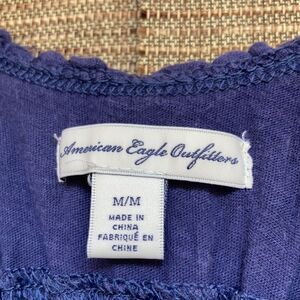 American Eagle Outfitters
M/M
MADE IN
CHINA
FABRIQUÉ EN
CHINE